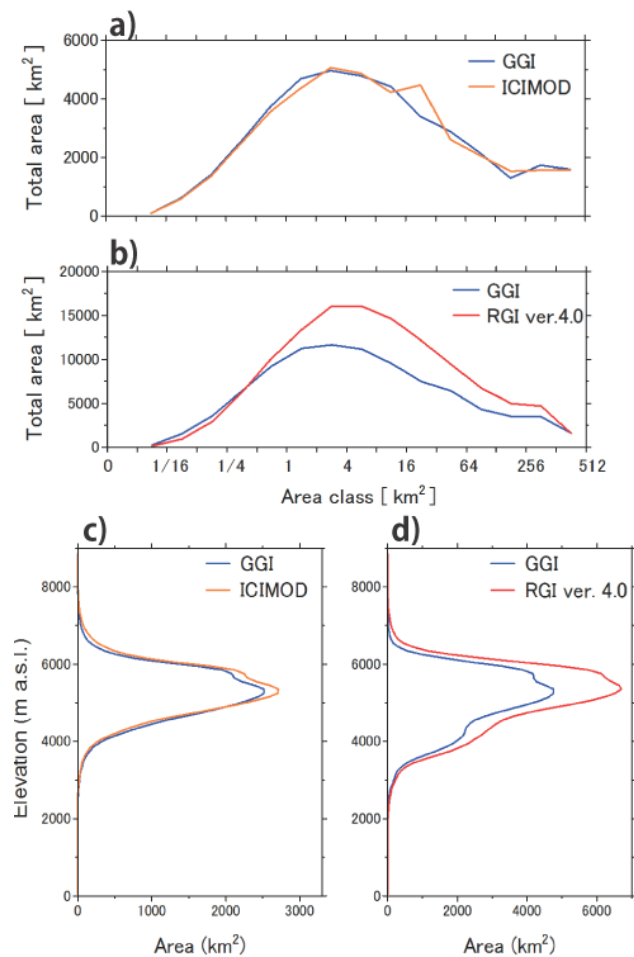 a)
6000
4000
2000
0
Total area [ km² ]
GGI
ICIMOD
b)
20000
15000
10000
5000
0
Total area [ km² ]
GGI
RGI ver.4.0
0 1/16 1/4 1 4 16 64 256 512
Area class [ km² ]
c)
8000
6000
4000
2000
0
Elevation (m a.s.l.)
GGI
ICIMOD
0 1000 2000 3000
Area (km²)
d)
8000
6000
4000
2000
0
GGI
RGI ver. 4.0
0 2000 4000 6000
Area (km²)